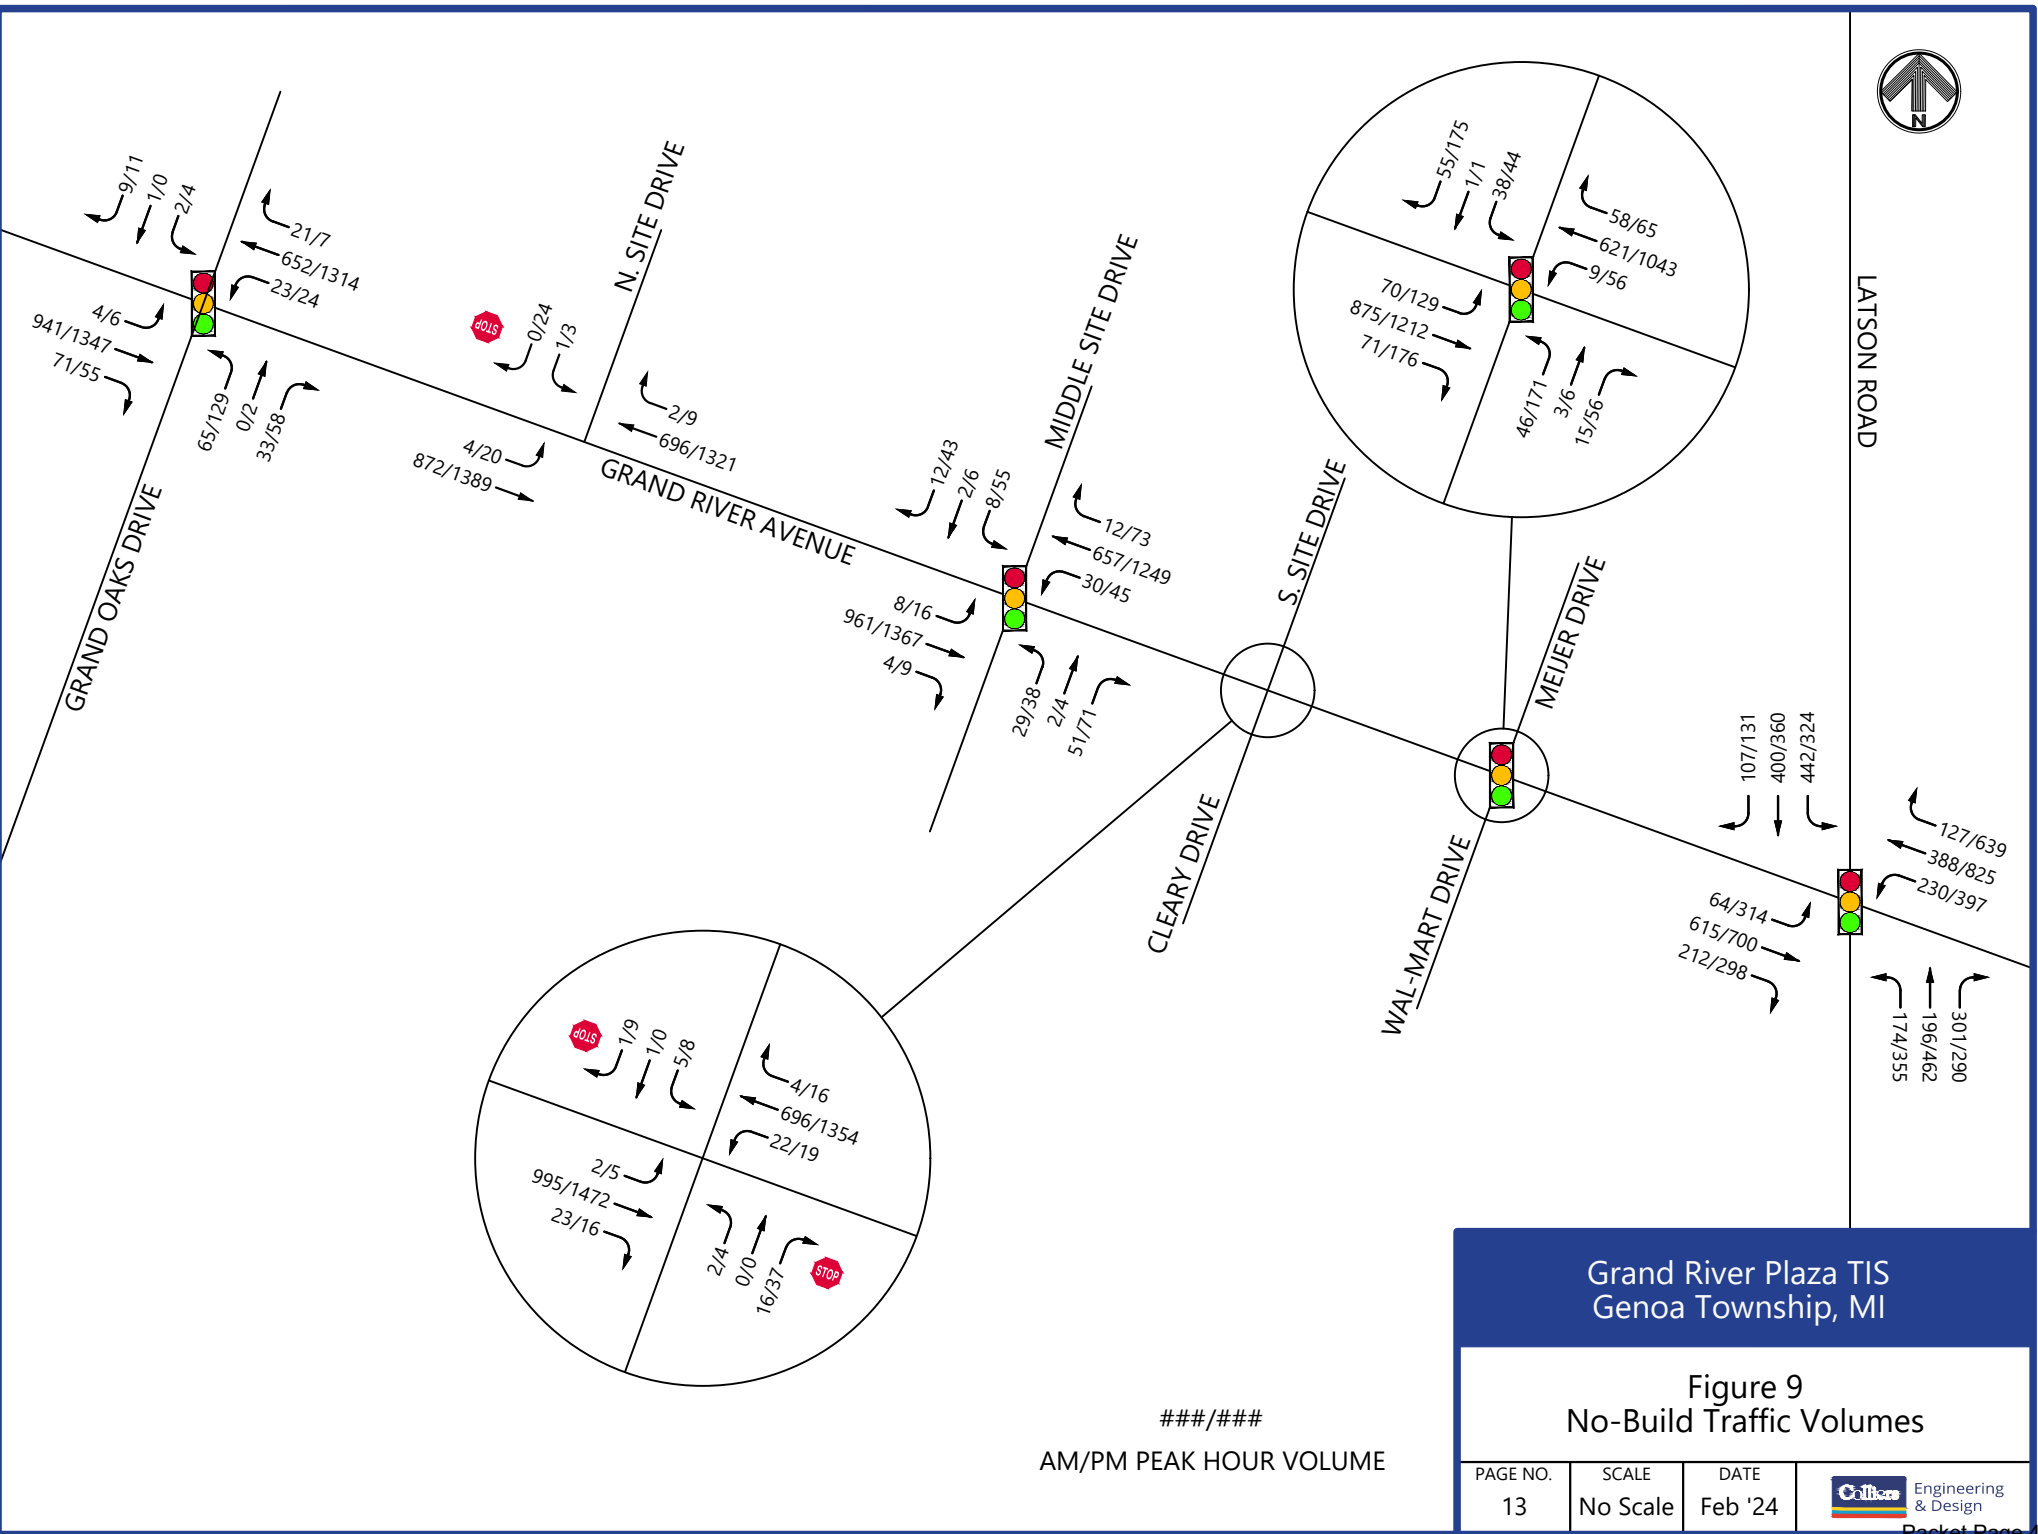 9/11
1/0
2/4
21/7
652/1314
23/24
4/6
941/1347
71/55
65/129
0/2
33/58
GRAND OAKS DRIVE
N. SITE DRIVE
STOP
0/24
1/3
2/9
696/1321
4/20
872/1389
GRAND RIVER AVENUE
MIDDLE SITE DRIVE
12/43
2/6
8/55
12/73
657/1249
30/45
8/16
961/1367
4/9
29/38
2/4
51/71
S. SITE DRIVE
CLEARY DRIVE
55/175
1/1
38/44
58/65
621/1043
9/56
70/129
875/1212
71/176
46/171
3/6
15/56
MEIJER DRIVE
WAL-MART DRIVE
N
LATSON ROAD
107/131
400/360
442/324
127/639
388/825
230/397
64/314
615/700
212/298
174/355
196/462
301/290
STOP
1/9
1/0
5/8
4/16
696/1354
22/19
2/5
995/1472
23/16
2/4
0/0
16/37
STOP
###/###
AM/PM PEAK HOUR VOLUME
Grand River Plaza TIS
Genoa Township, MI
Figure 9
No-Build Traffic Volumes
PAGE NO.
13
SCALE
No Scale
DATE
Feb '24
Colliers
Engineering
& Design
Packet Page